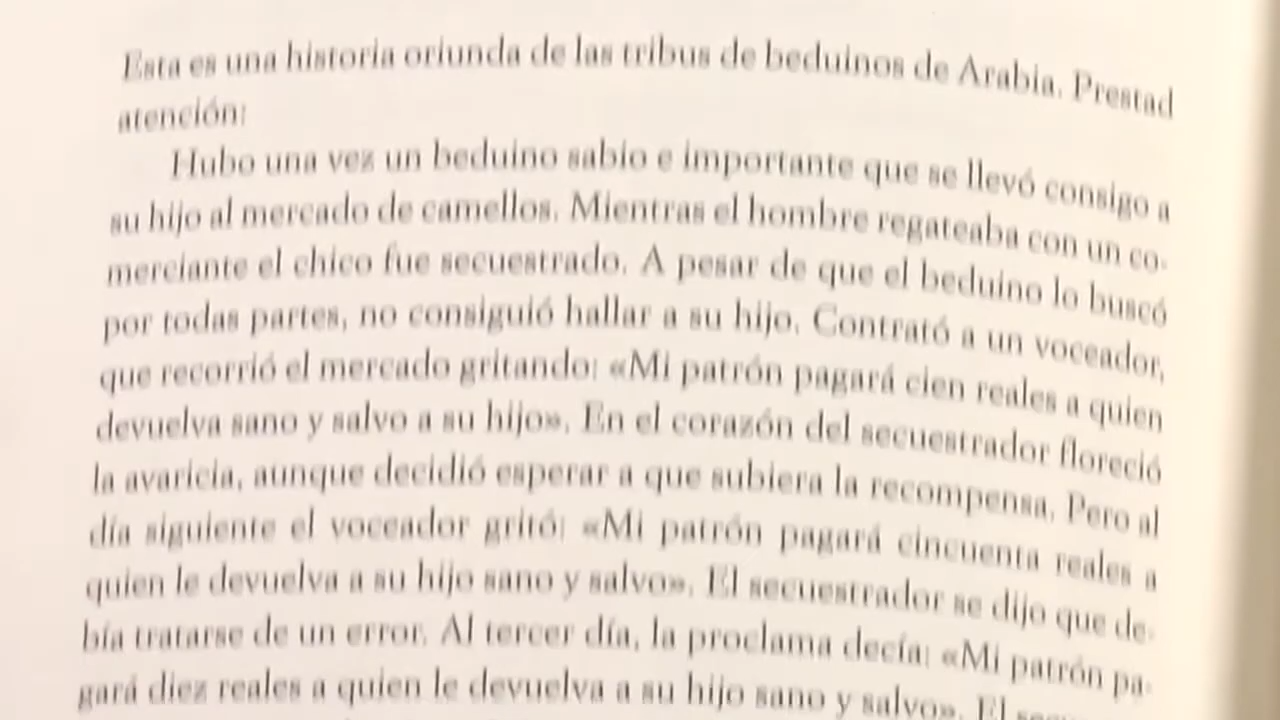 Esta es una historia oriunda de las tribus de beduinos de Arabia. Prestad
atención:
Hubo una vez un beduino sabio e importante que se llevó consigo a
su hijo al mercado de camellos. Mientras el hombre regateaba con un co-
merciante el chico fue secuestrado. A pesar de que el beduino lo buscó
por todas partes, no consiguió hallar a su hijo. Contrató a un voceador,
que recorrió el mercado gritando: «Mi patrón pagará cien reales a quien
devuelva sano y salvo a su hijo». En el corazón del secuestrador floreció
la avaricia, aunque decidió esperar a que subiera la recompensa. Pero al
día siguiente el voceador gritó: «Mi patrón pagará cincuenta reales a
quien le devuelva a su hijo sano y salvo». El secuestrador se dijo que de-
bía tratarse de un error. Al tercer día, la proclama decía: «Mi patrón pa-
gará diez reales a quien le devuelva a su hijo sano y salvo». El